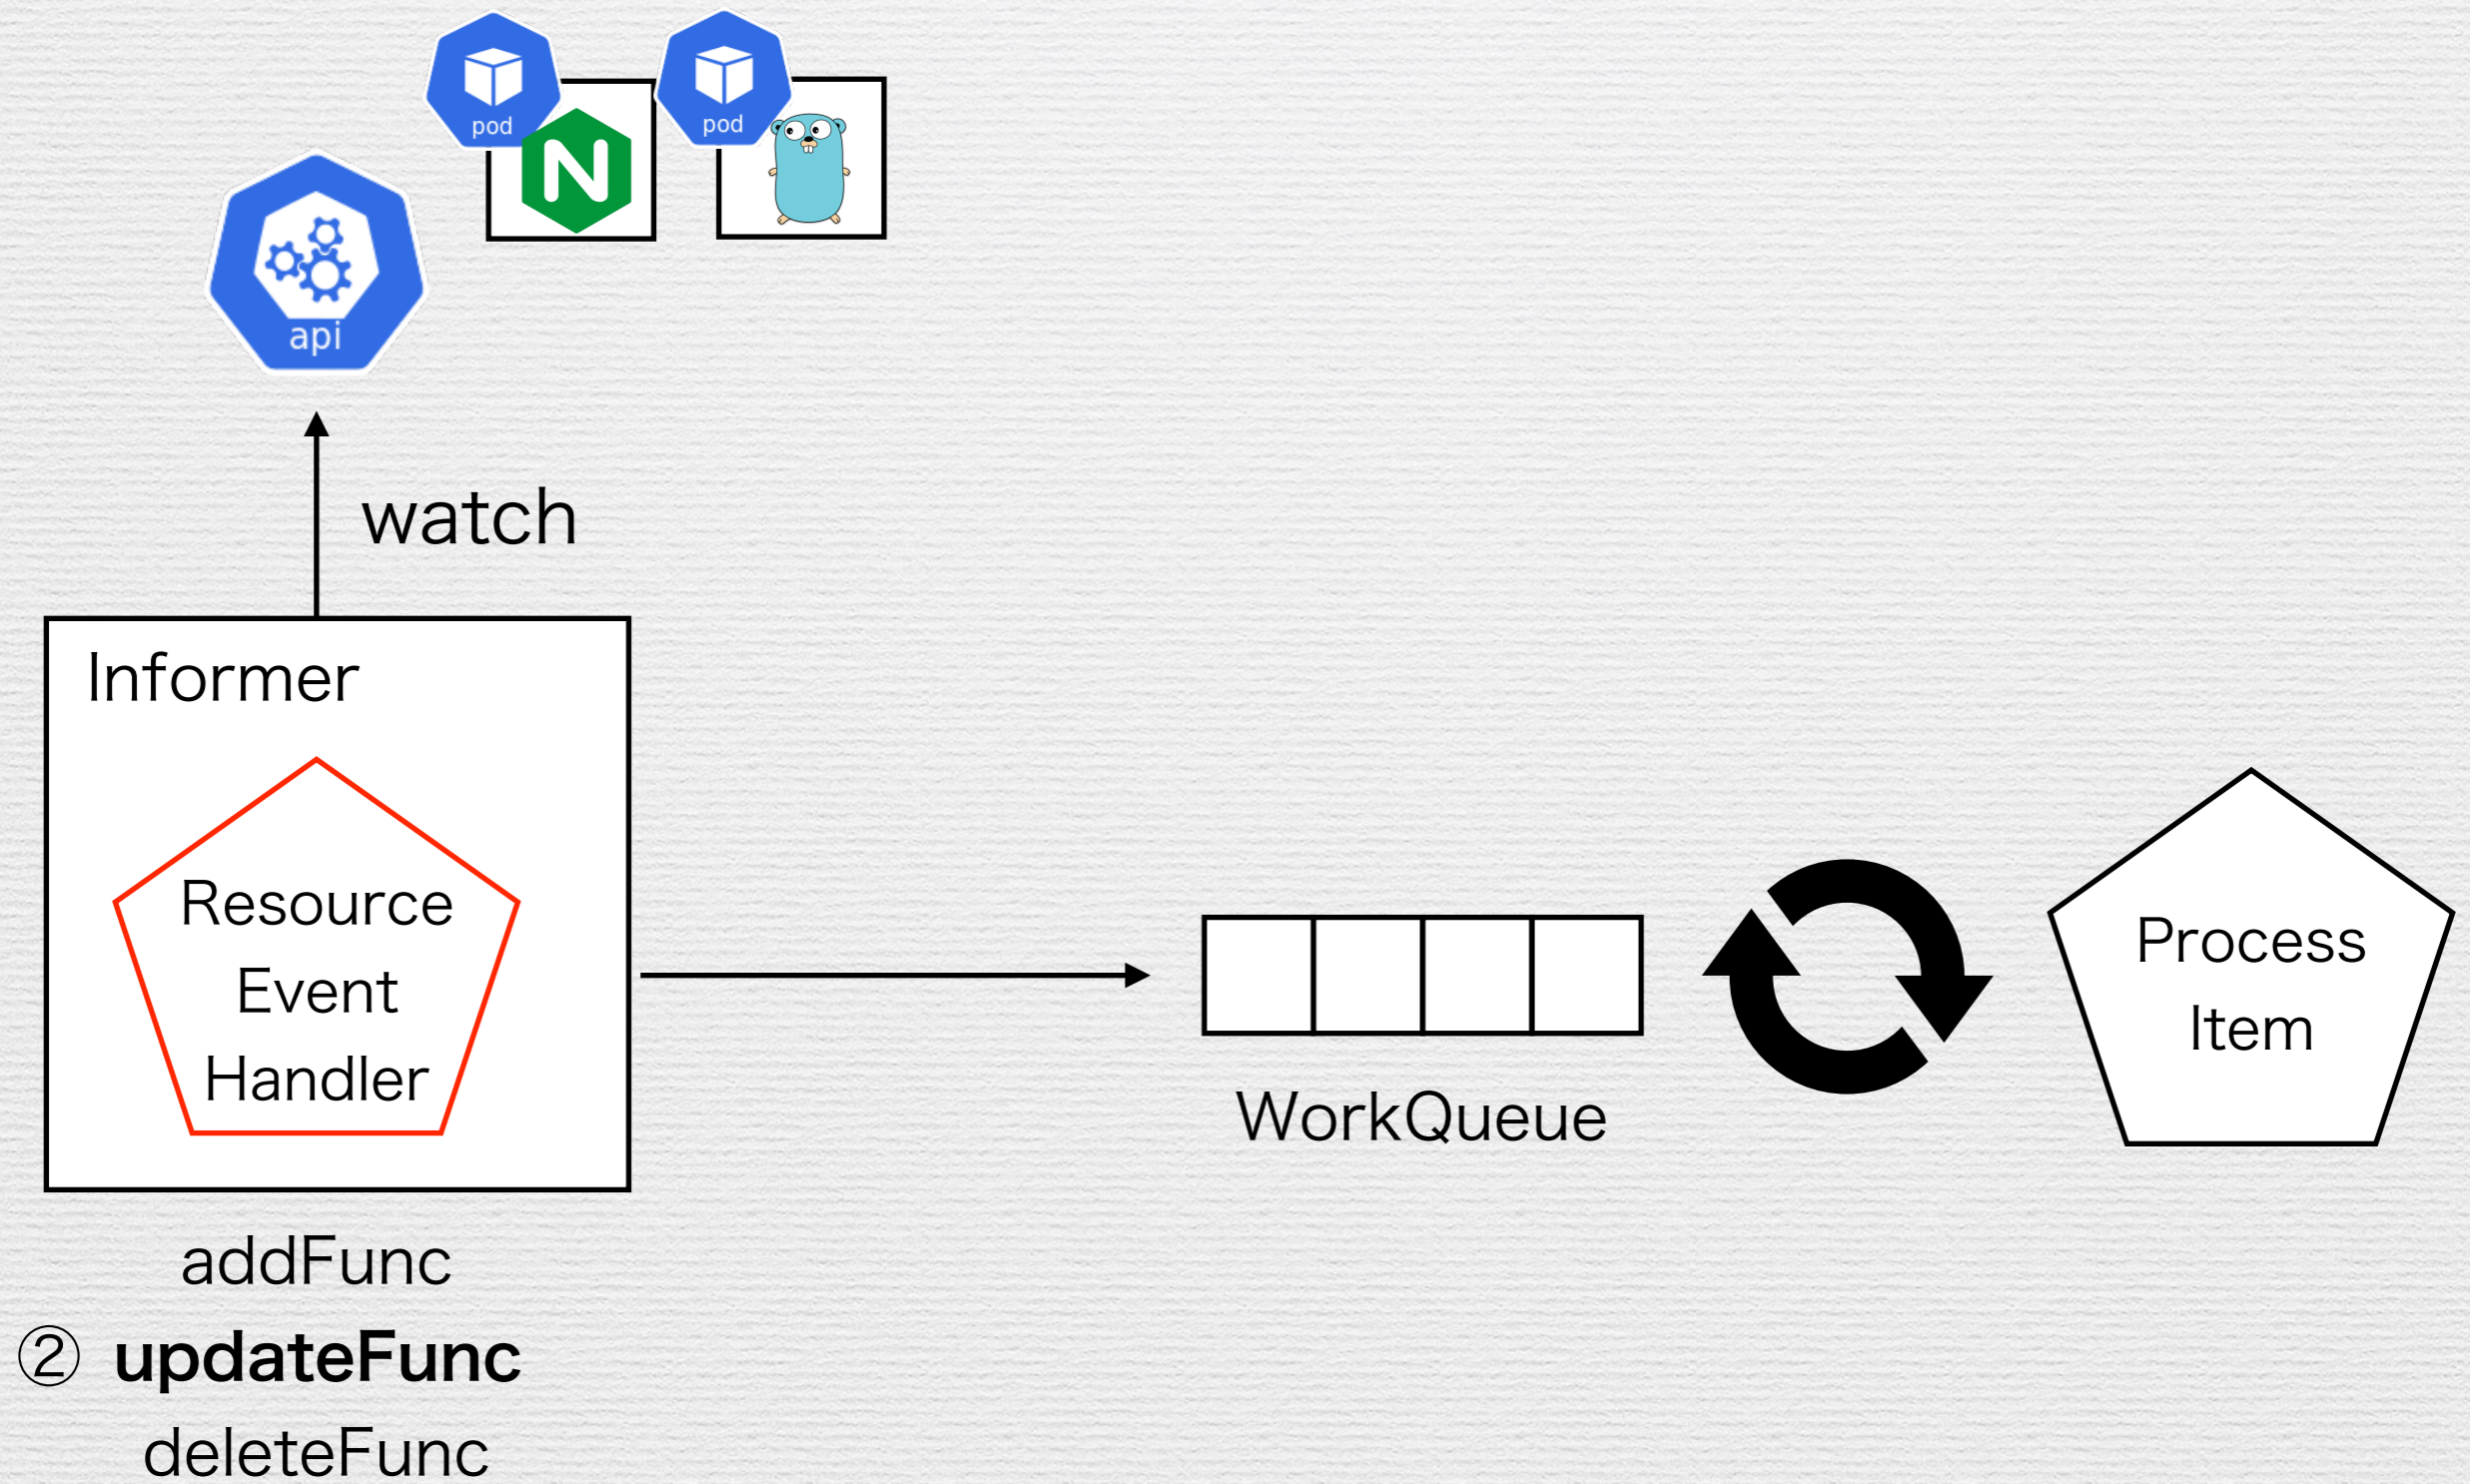 pod
pod
N
api
watch
Informer
Resource
Event
Handler
WorkQueue
Process
Item
addFunc
② updateFunc
deleteFunc